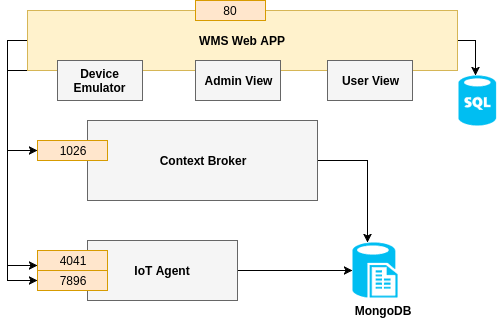 80
WMS Web APP
Device
Emulator
Admin View
User View
SQL
1026
Context Broker
4041
7896
IoT Agent
MongoDB